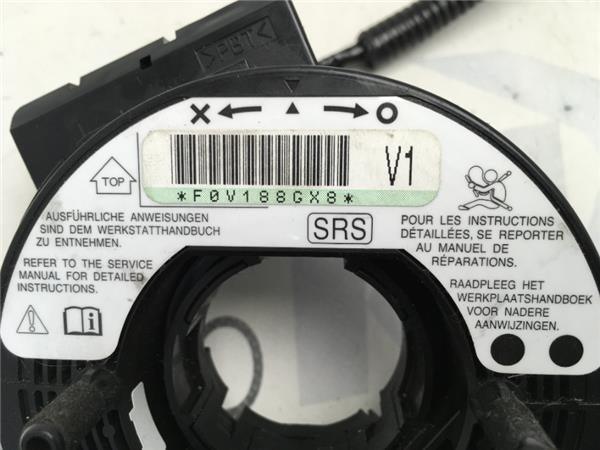 >PBT<
V1
*F0V188GX8*
TOP
SRS
AUSFÜHRLICHE ANWEISUNGEN
SIND DEM WERKSTATTHANDBUCH
ZU ENTNEHMEN.
REFER TO THE SERVICE
MANUAL FOR DETAILED
INSTRUCTIONS.
POUR LES INSTRUCTIONS
DÉTAILLÉES, SE REPORTER
AU MANUEL DE
RÉPARATIONS.
RAADPLEEG HET
WERKPLAATSHANDBOEK
VOOR NADERE
AANWIJZINGEN.